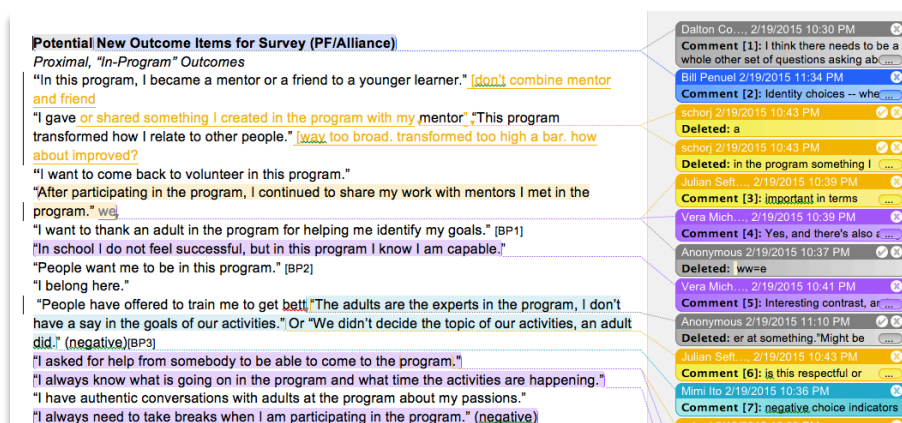 Potential New Outcome Items for Survey (PF/Alliance)
Proximal, “In-Program” Outcomes
“In this program, I became a mentor or a friend to a younger learner.” [don’t combine mentor
and friend
“I gave or shared something I created in the program with my mentor” “This program
transformed how I relate to other people.” [way too broad. transformed too high a bar. how
about improved?
“I want to come back to volunteer in this program.”
“After participating in the program, I continued to share my work with mentors I met in the
program.” we,
“I want to thank an adult in the program for helping me identify my goals.” [BP1]
“In school I do not feel successful, but in this program I know I am capable.”
“People want me to be in this program.” [BP2]
“I belong here.”
“People have offered to train me to get bett “The adults are the experts in the program, I don’t
have a say in the goals of our activities.” Or “We didn’t decide the topic of our activities, an adult
did.” (negative)[BP3]
“I asked for help from somebody to be able to come to the program.”
“I always know what is going on in the program and what time the activities are happening.”
“I have authentic conversations with adults at the program about my passions.”
“I always need to take breaks when I am participating in the program.” (negative)
Dalton Co..., 2/19/2015 10:30 PM
Comment [1]: I think there needs to be a
whole other set of questions asking ab...
Bill Penuel 2/19/2015 11:34 PM
Comment [2]: Identity choices -- whe...
schorj 2/19/2015 10:43 PM
Deleted: a
schorj 2/19/2015 10:43 PM
Deleted: in the program something I ...
Julian Seft..., 2/19/2015 10:39 PM
Comment [3]: important in terms ...
Vera Mich..., 2/19/2015 10:39 PM
Comment [4]: Yes, and there's also a ...
Anonymous 2/19/2015 10:37 PM
Deleted: ww=e
Vera Mich..., 2/19/2015 10:41 PM
Comment [5]: Interesting contrast, ar...
Anonymous 2/19/2015 11:10 PM
Deleted: er at something."Might be ...
Julian Seft..., 2/19/2015 10:43 PM
Comment [6]: is this respectful or ...
Mimi Ito 2/19/2015 10:36 PM
Comment [7]: negative choice indicators